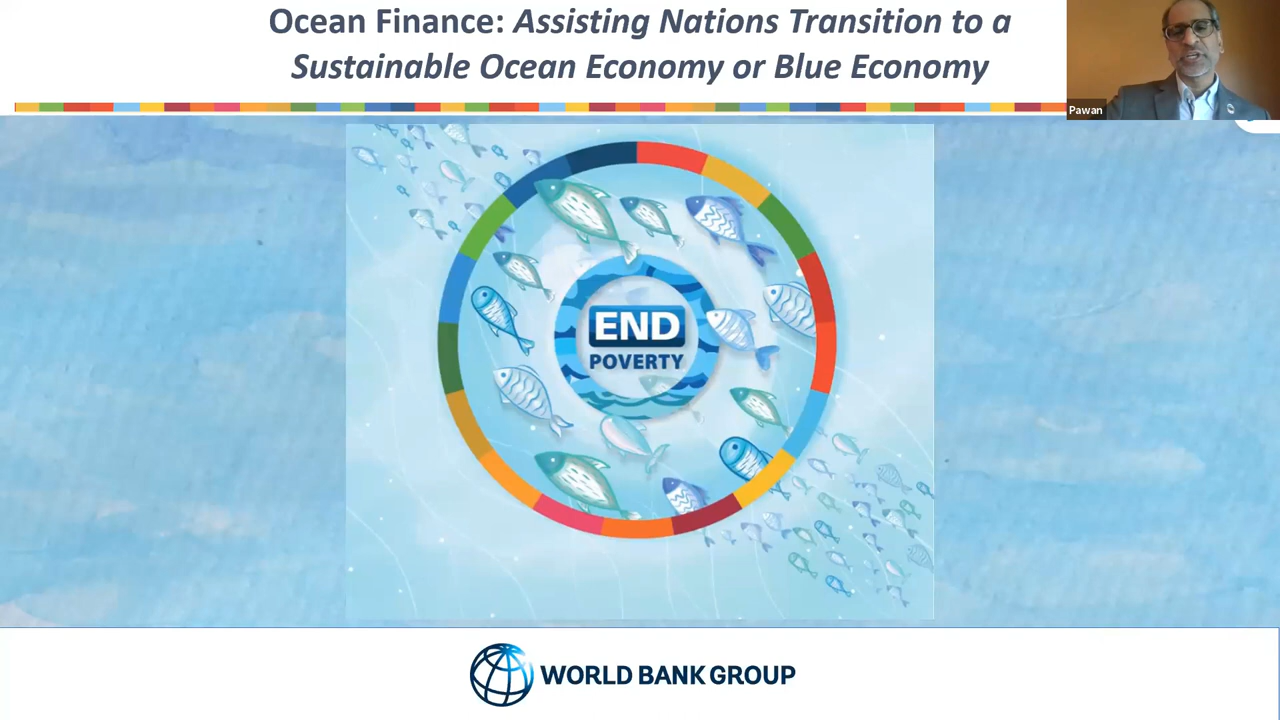 Ocean Finance: Assisting Nations Transition to a
Sustainable Ocean Economy or Blue Economy
Pawan
END
POVERTY
WORLD BANK GROUP